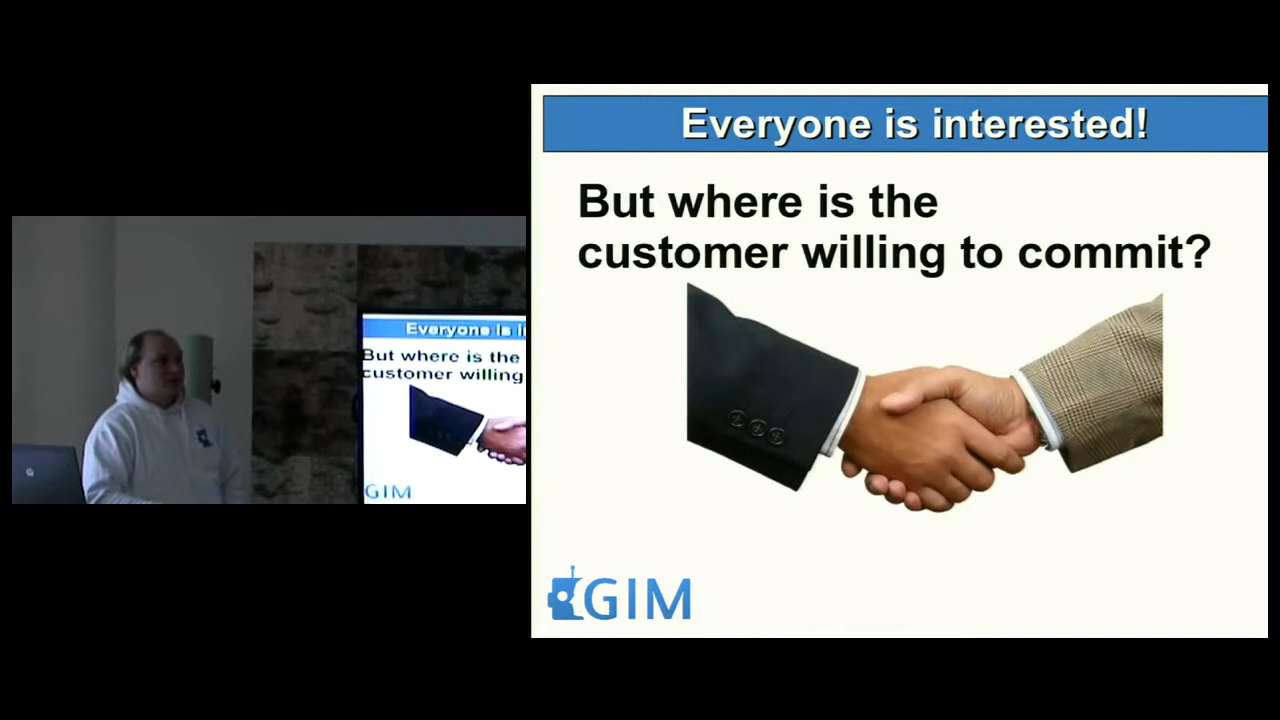 Everyone is interested!
But where is the
customer willing to commit?
GIM
Everyone is i
But where is the
customer willing
GIM